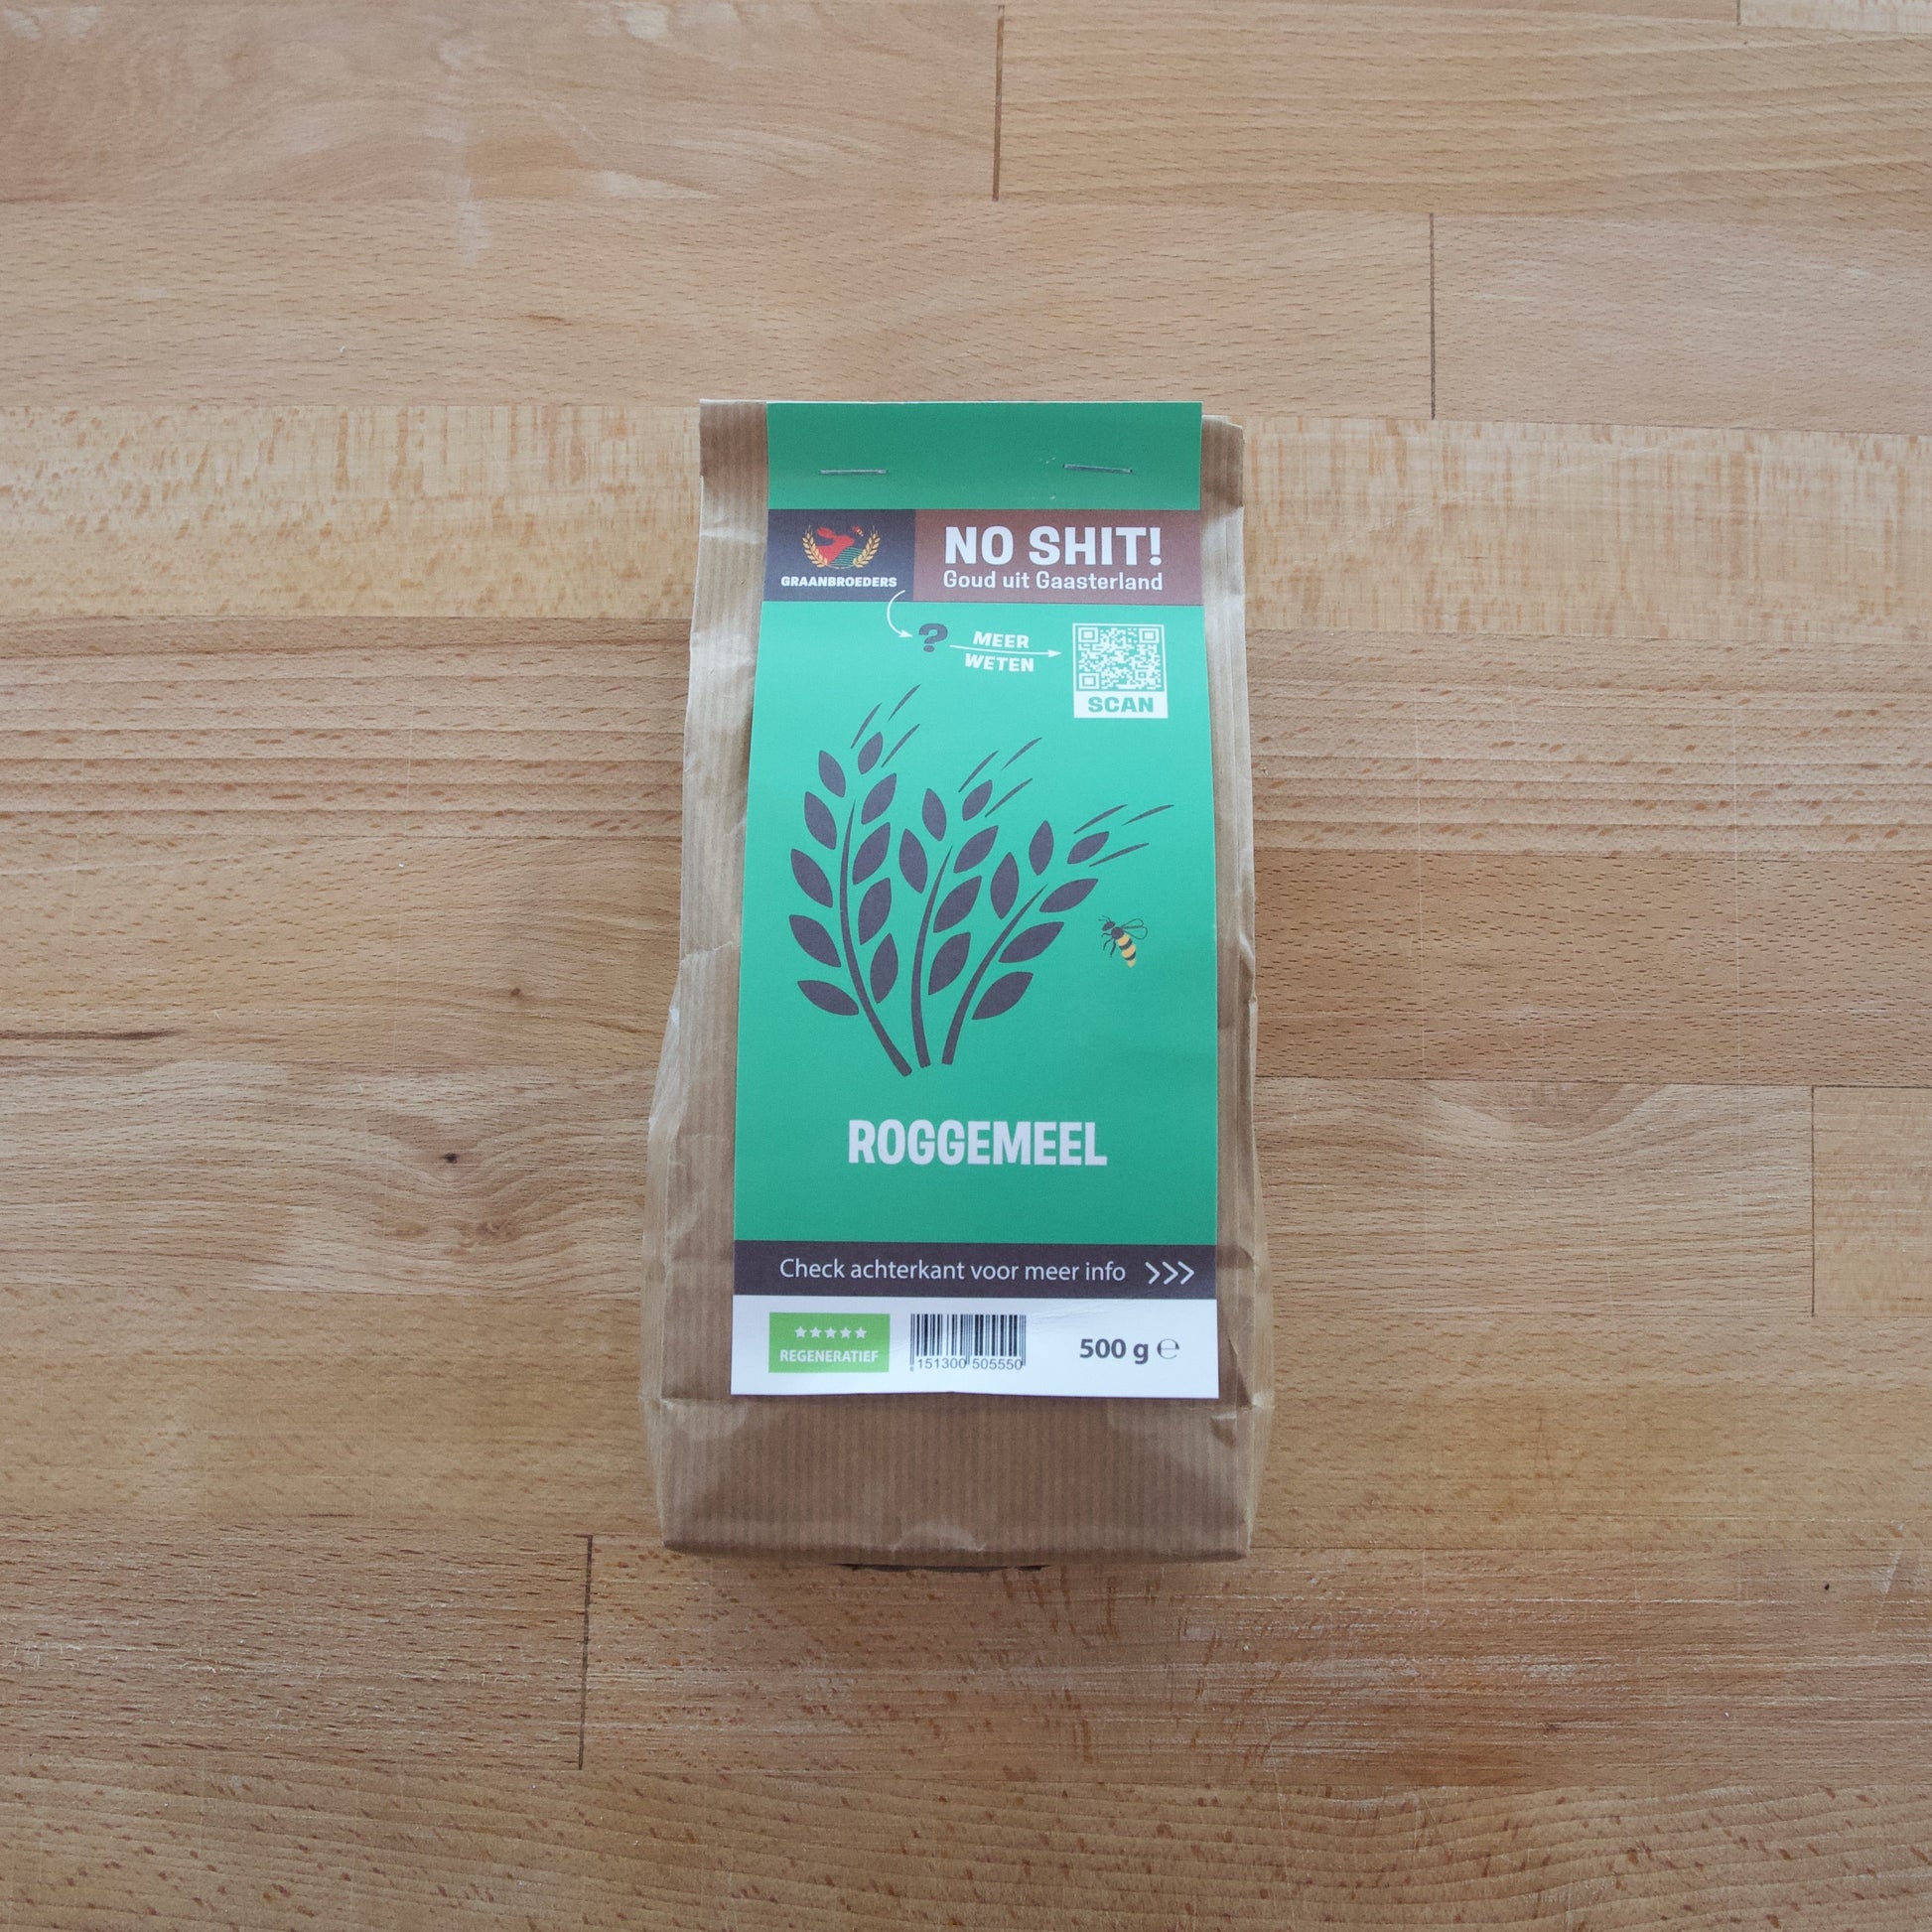 GRAANBROEDERS
NO SHIT!
Goud uit Gaasterland
?
MEER
WETEN
SCAN
ROGGEMEEL
Check achterkant voor meer info >>>
REGENERATIEF
151300 505550
500 g ℮